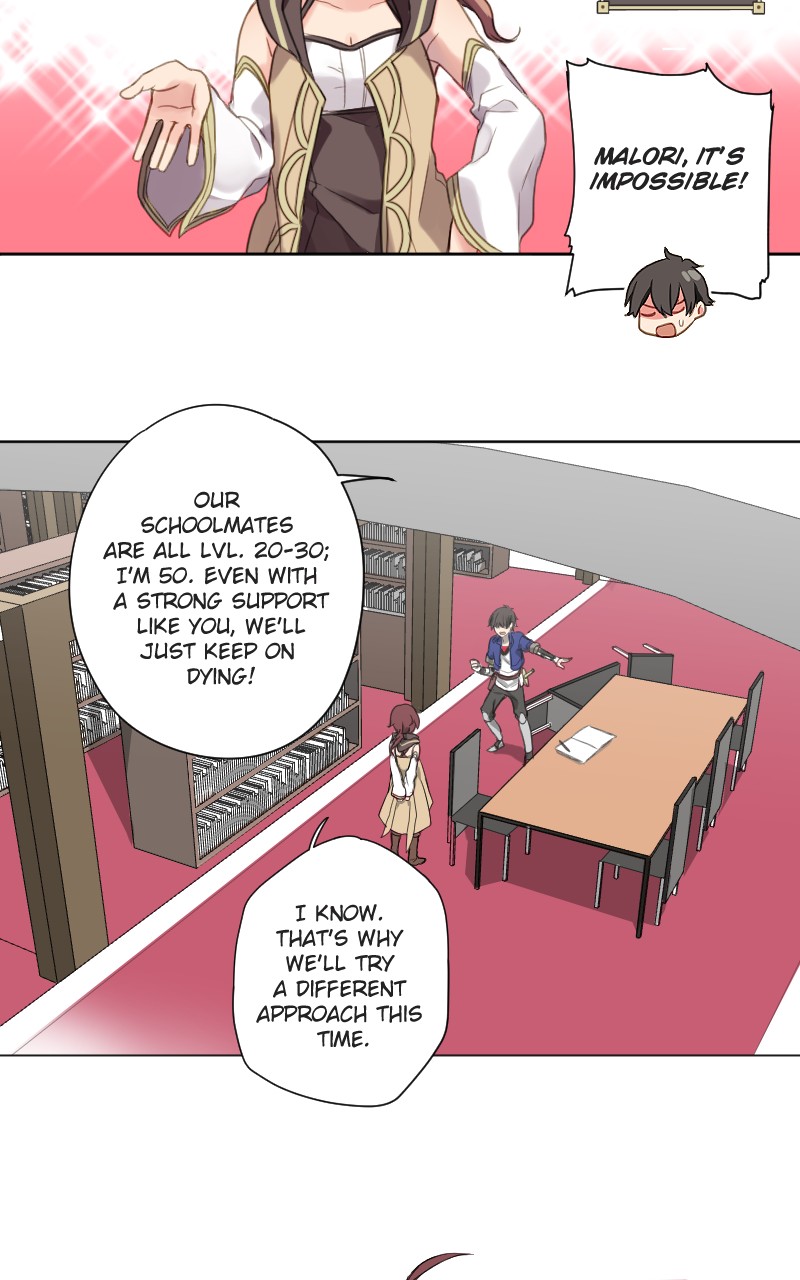 MALORI, IT'S
IMPOSSIBLE!
OUR
SCHOOLMATES
ARE ALL LVL. 20-30;
I'M 50. EVEN WITH
A STRONG SUPPORT
LIKE YOU, WE'LL
JUST KEEP ON
DYING!
I KNOW.
THAT'S WHY
WE'LL TRY
A DIFFERENT
APPROACH THIS
TIME.